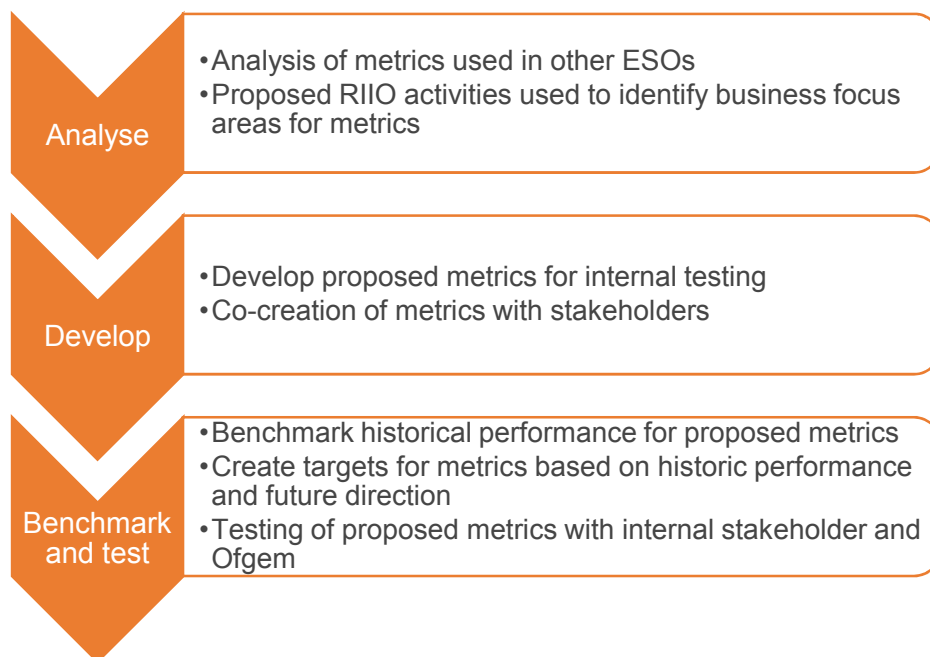 Analyse
•Analysis of metrics used in other ESOs
•Proposed RIIO activities used to identify business focus
areas for metrics
Develop
•Develop proposed metrics for internal testing
•Co-creation of metrics with stakeholders
Benchmark
and test
•Benchmark historical performance for proposed metrics
•Create targets for metrics based on historic performance
and future direction
•Testing of proposed metrics with internal stakeholder and
Ofgem